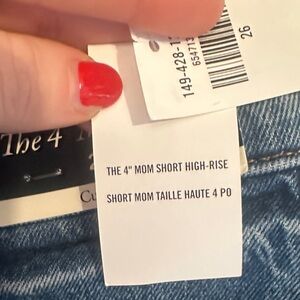 149-428-1
654713
26
The 4"
Cu
THE 4" MOM SHORT HIGH-RISE
SHORT MOM TAILLE HAUTE 4 PO